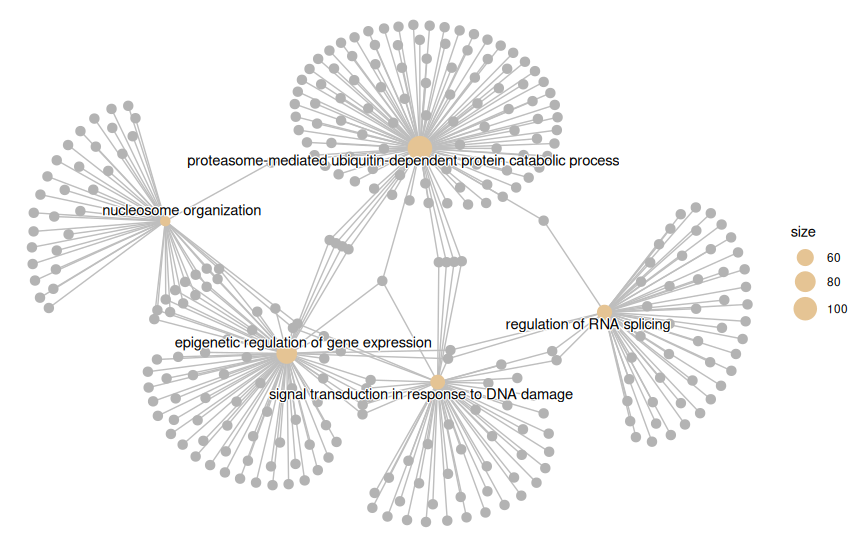 proteasome-mediated ubiquitin-dependent protein catabolic process
nucleosome organization
size
60
80
100
regulation of RNA splicing
epigenetic regulation of gene expression
signal transduction in response to DNA damage